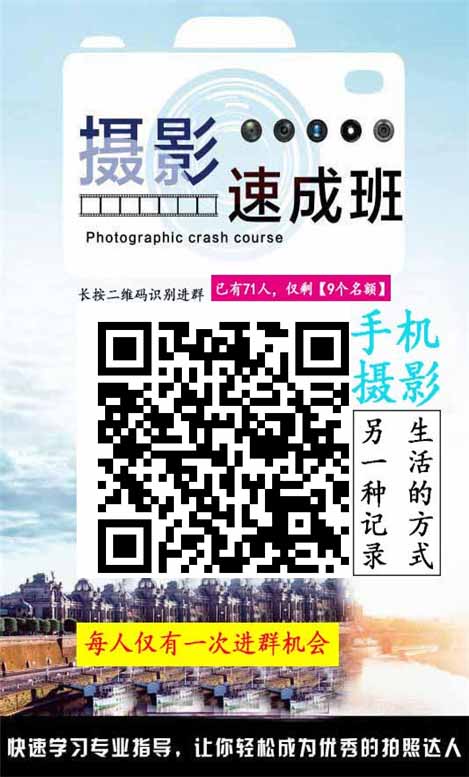 摄影
速成班
Photographic crash course
长按二维码识别进群
已有71人，仅剩【9个名额】
手机
摄影
生活的方式
另一种记录
每人仅有一次进群机会
快速学习专业指导，让你轻松成为优秀的拍照达人